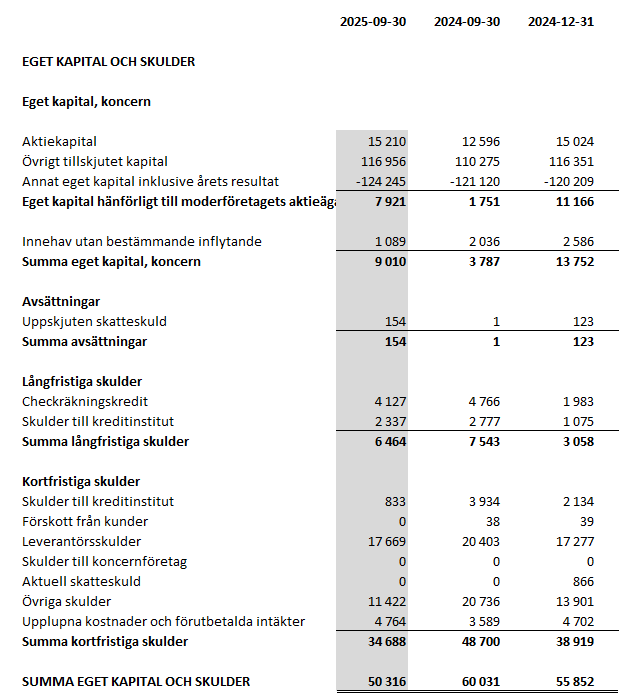 2025-09-30 2024-09-30 2024-12-31
EGET KAPITAL OCH SKULDER
Eget kapital, koncern
Aktiekapital 15 210 12 596 15 024
Övrigt tillskjutet kapital 116 956 110 275 116 351
Annat eget kapital inklusive årets resultat -124 245 -121 120 -120 209
Eget kapital hänförligt till moderföretagets aktieäga 7 921 1 751 11 166
Innehav utan bestämmande inflytande 1 089 2 036 2 586
Summa eget kapital, koncern 9 010 3 787 13 752
Avsättningar
Uppskjuten skatteskuld 154 1 123
Summa avsättningar 154 1 123
Långfristiga skulder
Checkräkningskredit 4 127 4 766 1 983
Skulder till kreditinstitut 2 337 2 777 1 075
Summa långfristiga skulder 6 464 7 543 3 058
Kortfristiga skulder
Skulder till kreditinstitut 833 3 934 2 134
Förskott från kunder 0 38 39
Leverantörsskulder 17 669 20 403 17 277
Skulder till koncernföretag 0 0 0
Aktuell skatteskuld 0 0 866
Övriga skulder 11 422 20 736 13 901
Upplupna kostnader och förutbetalda intäkter 4 764 3 589 4 702
Summa kortfristiga skulder 34 688 48 700 38 919
SUMMA EGET KAPITAL OCH SKULDER 50 316 60 031 55 852